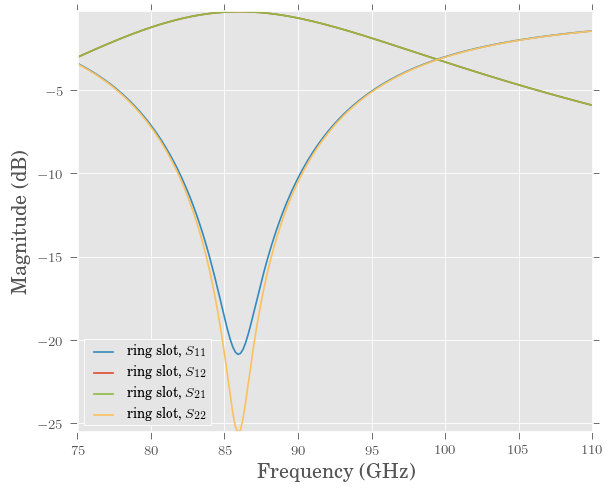 Magnitude (dB)
−5
−10
−15
−20
−25
ring slot, S11
ring slot, S12
ring slot, S21
ring slot, S22
75 80 85 90 95 100 105 110
Frequency (GHz)